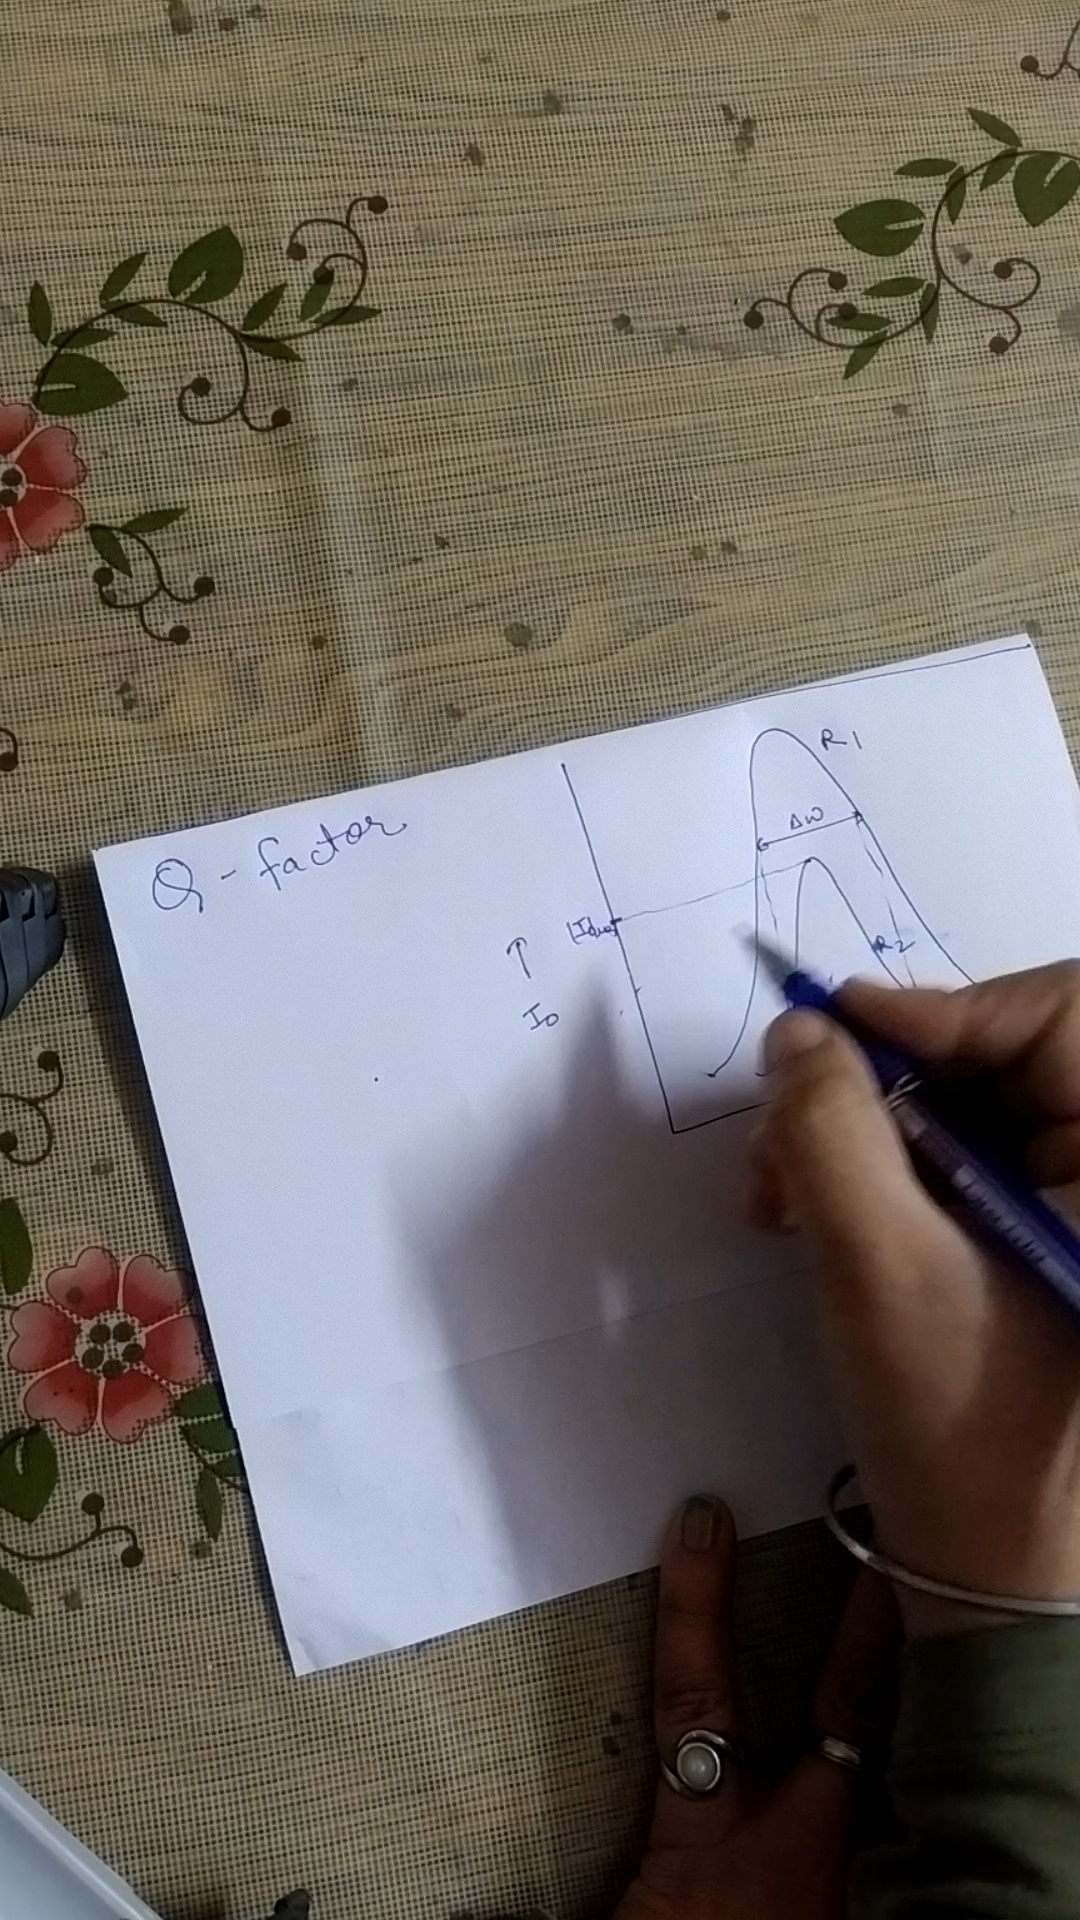 Q - factor
R1
Δω
R2
↑
I0